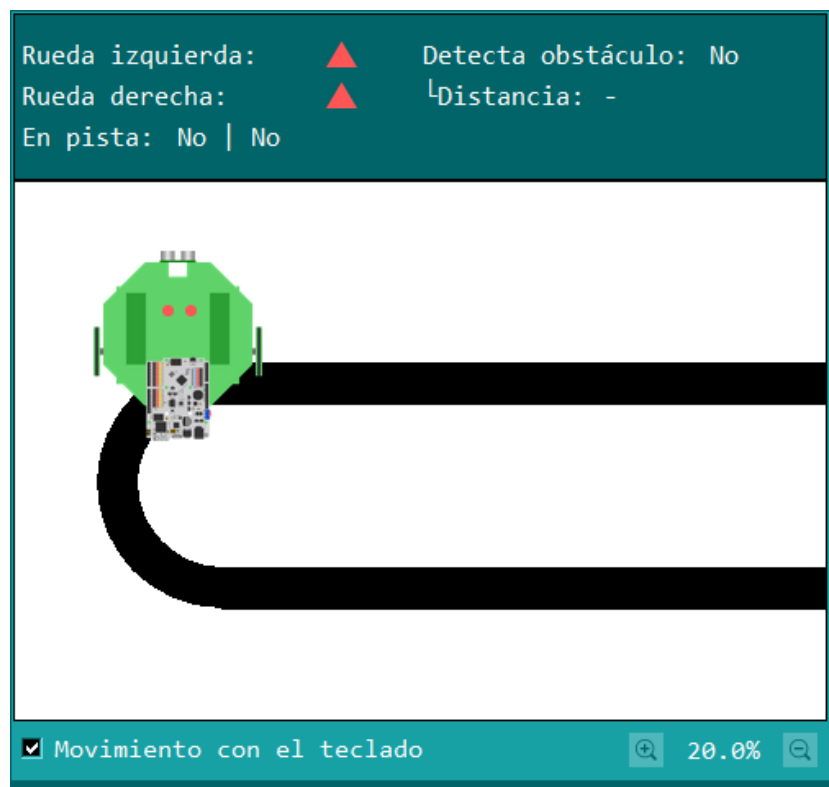 Rueda izquierda:
Detecta obstáculo: No
Rueda derecha:
└Distancia: -
En pista: No | No
Movimiento con el teclado
20.0%